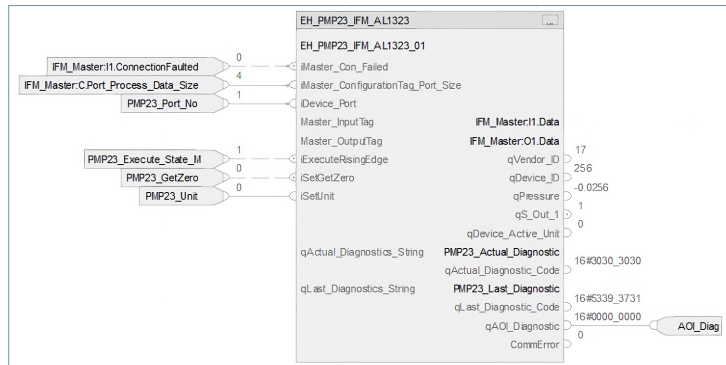 EH_PMP23_IFM_AL1323 ...
EH_PMP23_IFM_AL1323_01
IFM_Master:I1.ConnectionFaulted 0 iMaster_Con_Failed
IFM_Master:C.Port_Process_Data_Size 4 iMaster_ConfigurationTag_Port_Size
PMP23_Port_No 1 iDevice_Port
Master_InputTag IFM_Master:I1.Data
Master_OutputTag IFM_Master:O1.Data
PMP23_Execute_State_M 1 iExecuteRisingEdge qVendor_ID 17
PMP23_GetZero 0 iSetGetZero qDevice_ID 256
PMP23_Unit 0 iSetUnit qPressure -0.0256
qS_Out_1 1
qDevice_Active_Unit 0
qActual_Diagnostics_String PMP23_Actual_Diagnostic
qActual_Diagnostic_Code 16#3030_3030
qLast_Diagnostics_String PMP23_Last_Diagnostic
qLast_Diagnostic_Code 16#5339_3731
qAOI_Diagnostic 16#0000_0000 AOI_Diag
CommError 0